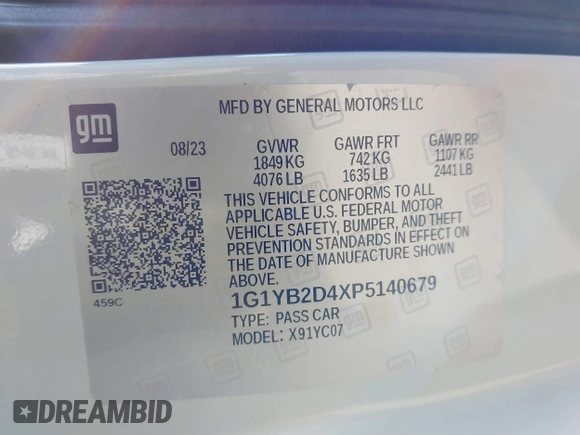 MFD BY GENERAL MOTORS LLC
gm
08/23 GVWR GAWR FRT GAWR RR
1849 KG 742 KG 1107 KG
4076 LB 1635 LB 2441 LB
THIS VEHICLE CONFORMS TO ALL
APPLICABLE U.S. FEDERAL MOTOR
VEHICLE SAFETY, BUMPER, AND THEFT
PREVENTION STANDARDS IN EFFECT ON
THE DATE OF MANUFACTURE SHOWN
ABOVE.
459C
1G1YB2D4XP5140679
TYPE: PASS CAR
MODEL: X91YC07
DREAMBID